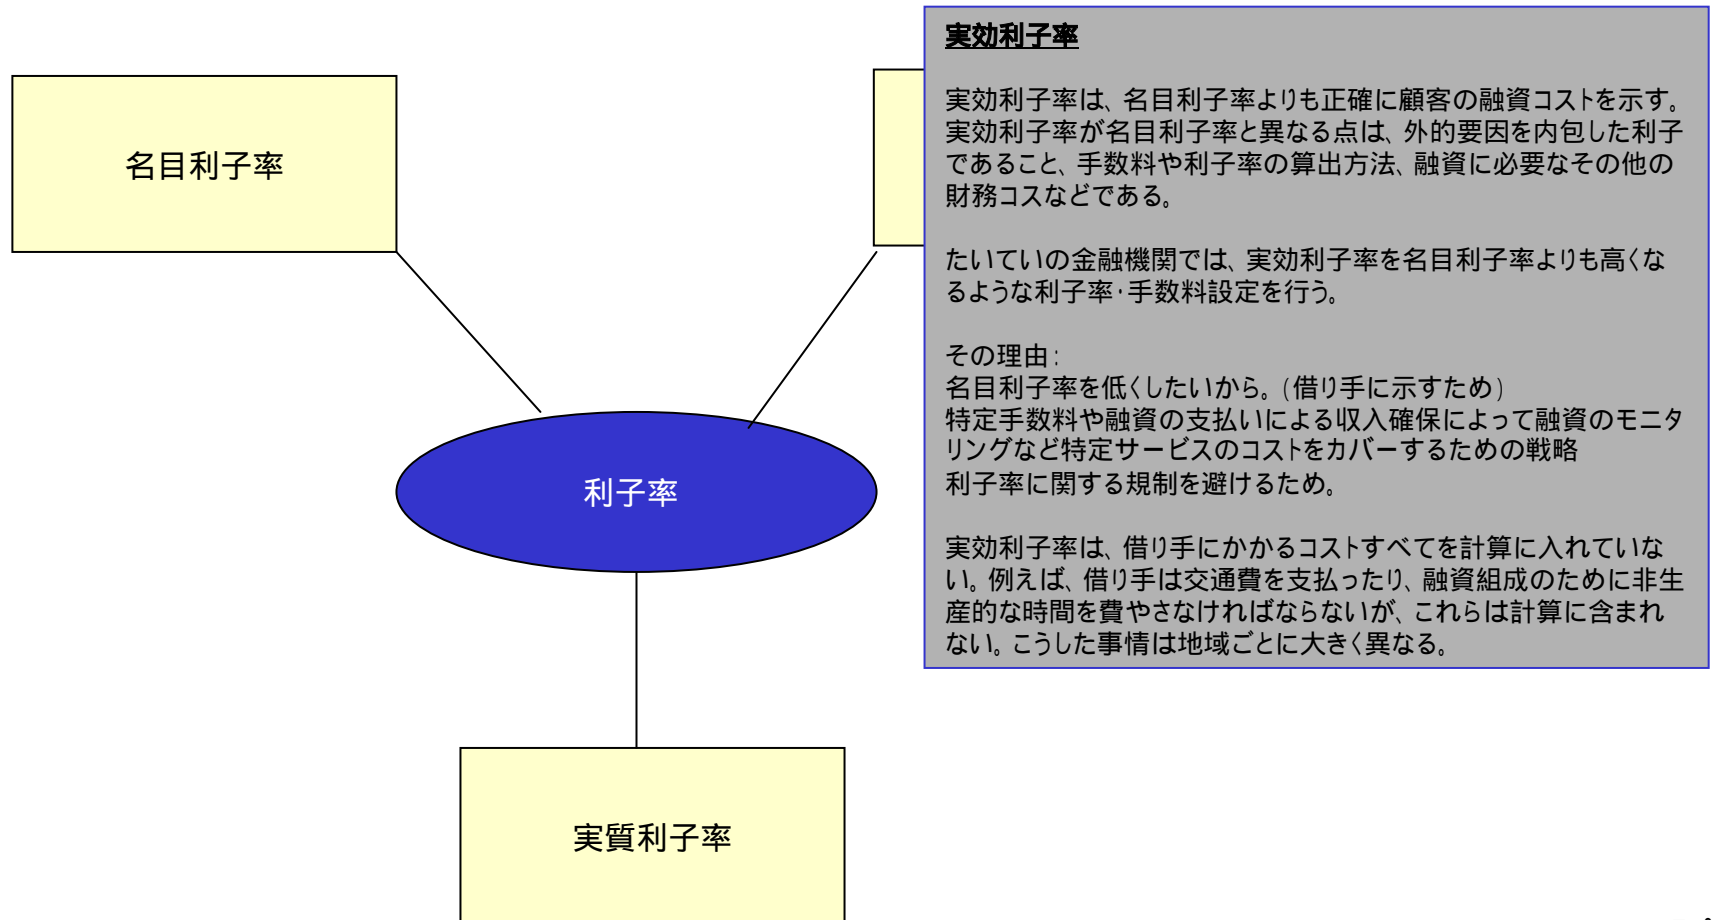 名目利子率
実効利子率
実効利子率は、名目利子率よりも正確に顧客の融資コストを示す。
実効利子率が名目利子率と異なる点は、外的要因を内包した利子
であること、手数料や利子率の算出方法、融資に必要なその他の
財務コスなどである。
たいていの金融機関では、実効利子率を名目利子率よりも高くな
るような利子率・手数料設定を行う。
その理由:
名目利子率を低くしたいから。(借り手に示すため)
特定手数料や融資の支払いによる収入確保によって融資のモニタ
リングなど特定サービスのコストをカバーするための戦略
利子率に関する規制を避けるため。
実効利子率は、借り手にかかるコストすべてを計算に入れていな
い。例えば、借り手は交通費を支払ったり、融資組成のために非生
産的な時間を費やさなければならないが、これらは計算に含まれ
ない。こうした事情は地域ごとに大きく異なる。
利子率
実質利子率